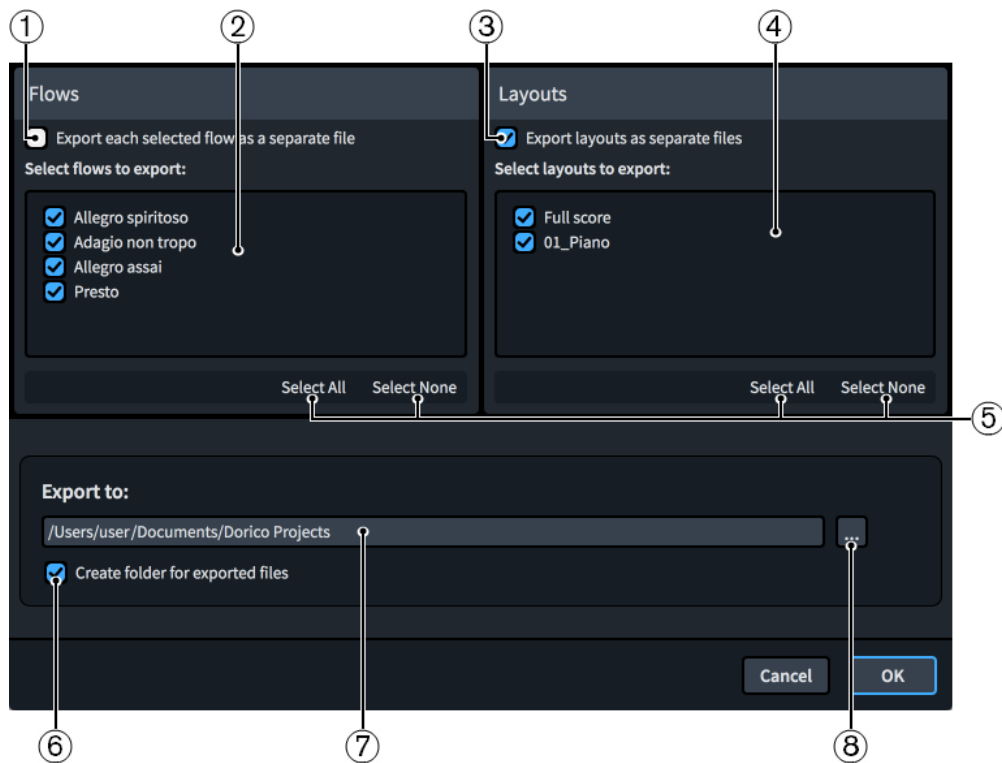 ① ② ③ ④
Flows
Export each selected flow as a separate file
Select flows to export:
Allegro spiritoso
Adagio non tropo
Allegro assai
Presto
Select All Select None
Layouts
Export layouts as separate files
Select layouts to export:
Full score
01_Piano
Select All Select None
⑤
Export to:
/Users/user/Documents/Dorico Projects
...
Create folder for exported files
Cancel OK
⑥ ⑦ ⑧